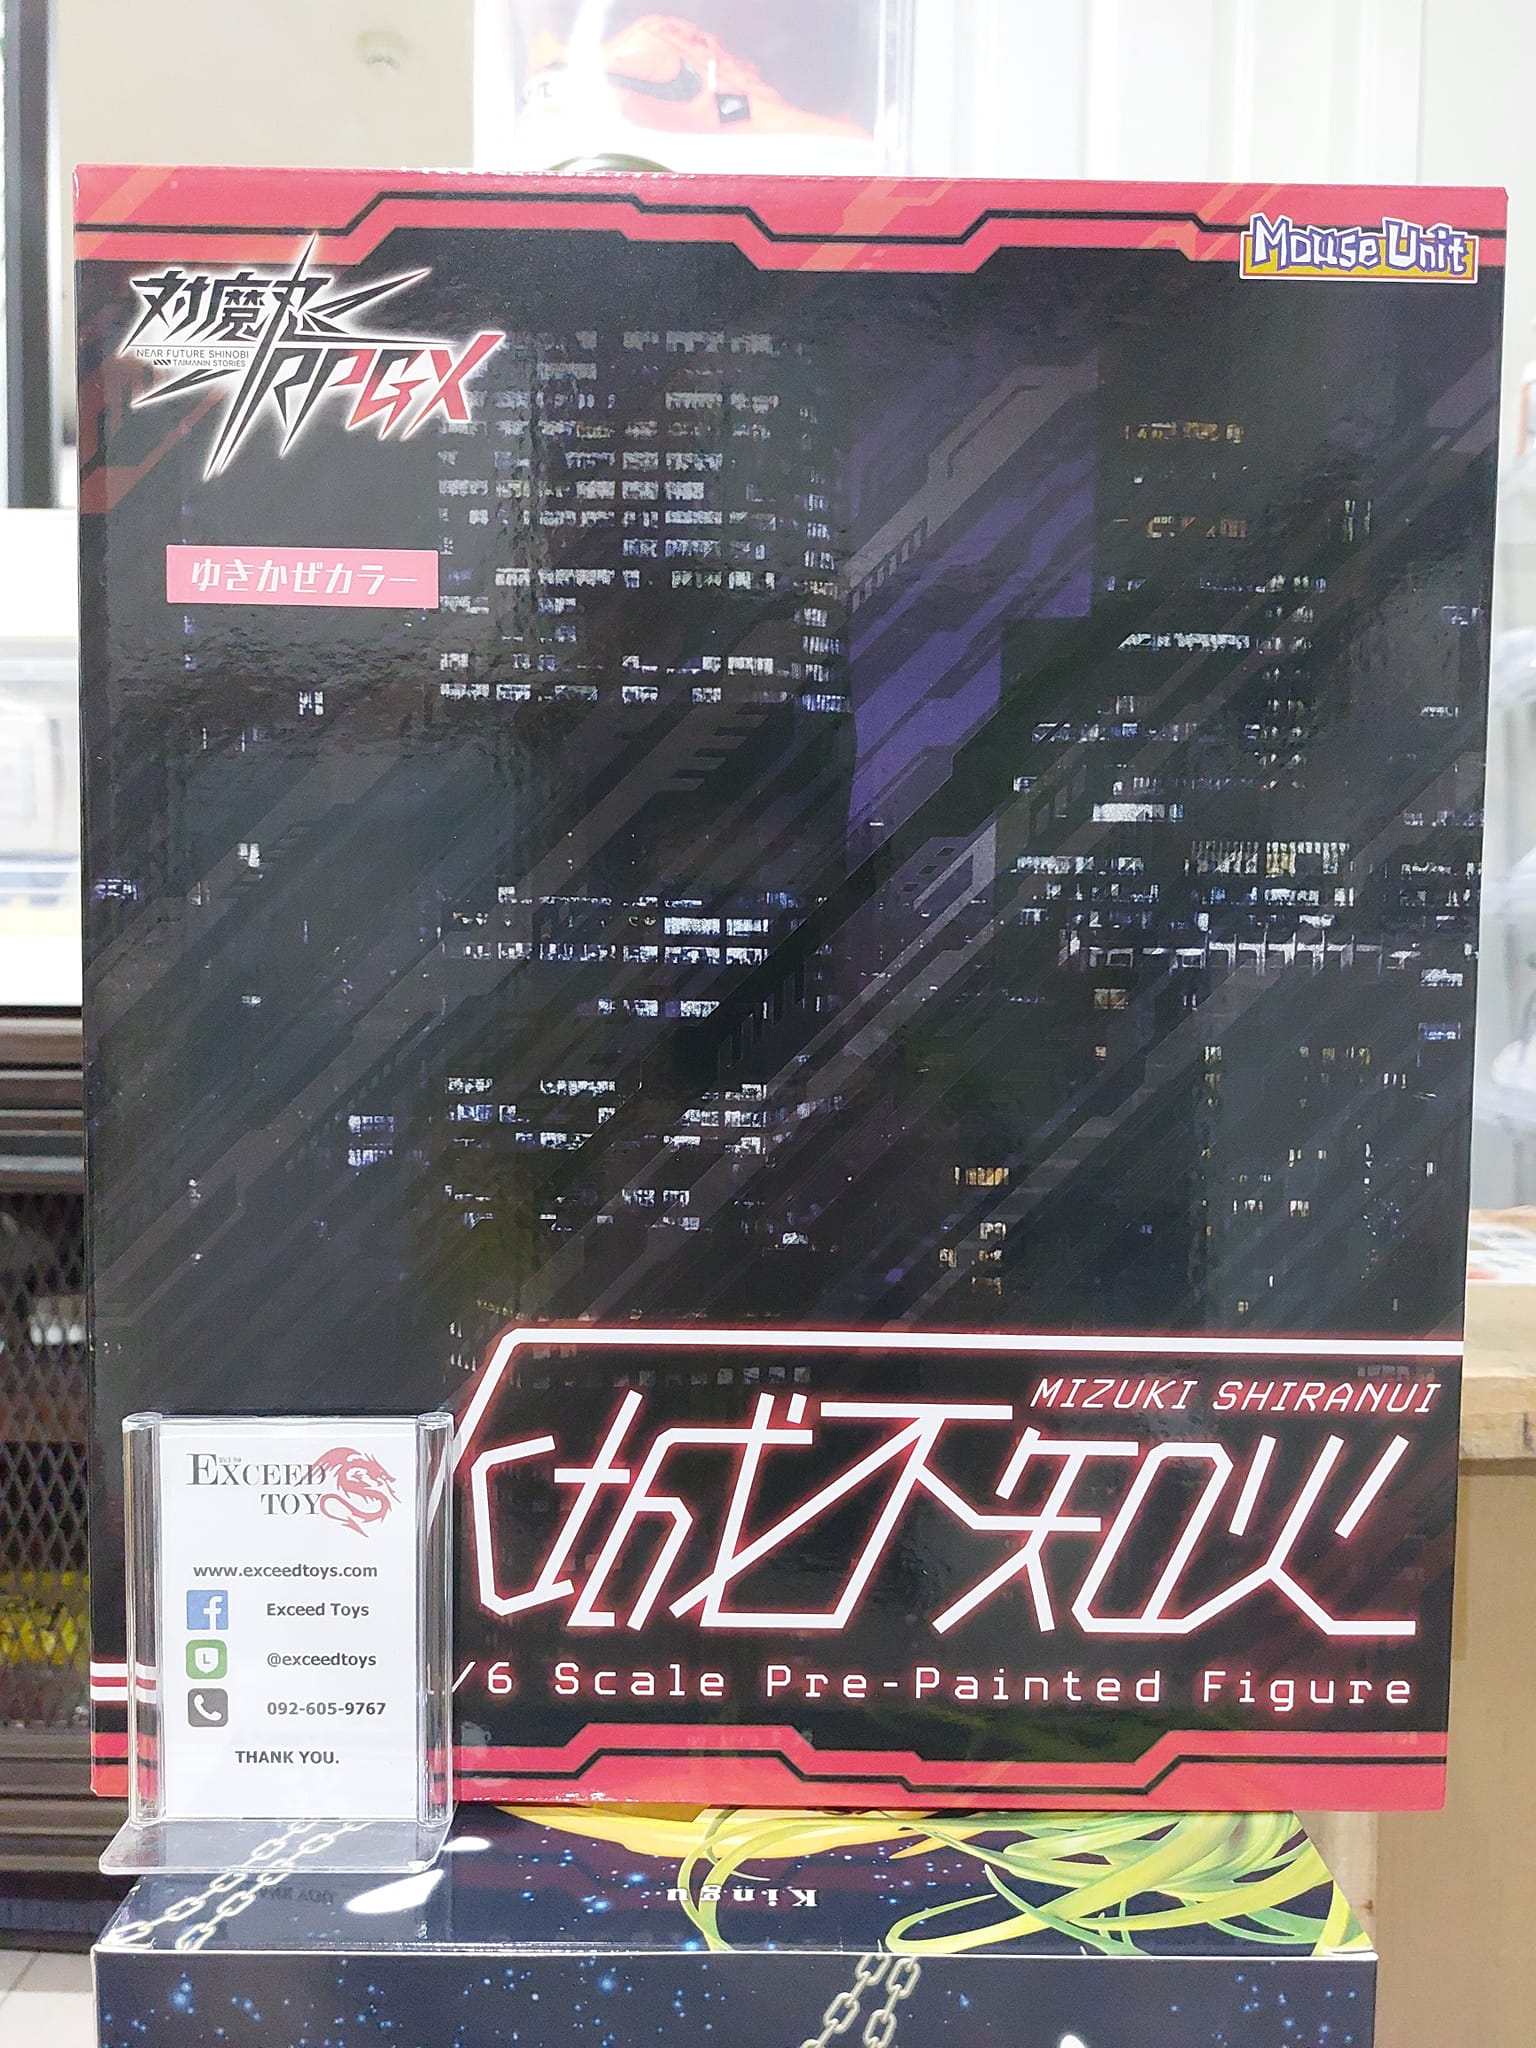 Mouse Unit
対魔忍
NEAR FUTURE SHINOBI
TAIMANIN STORIES
RPGX
ゆきかぜカラー
MIZUKI SHIRANUI
城不知火
/6 Scale Pre-Painted Figure
EXCEED
TOY
www.exceedtoys.com
Exceed Toys
@exceedtoys
092-605-9767
THANK YOU.
Kingu